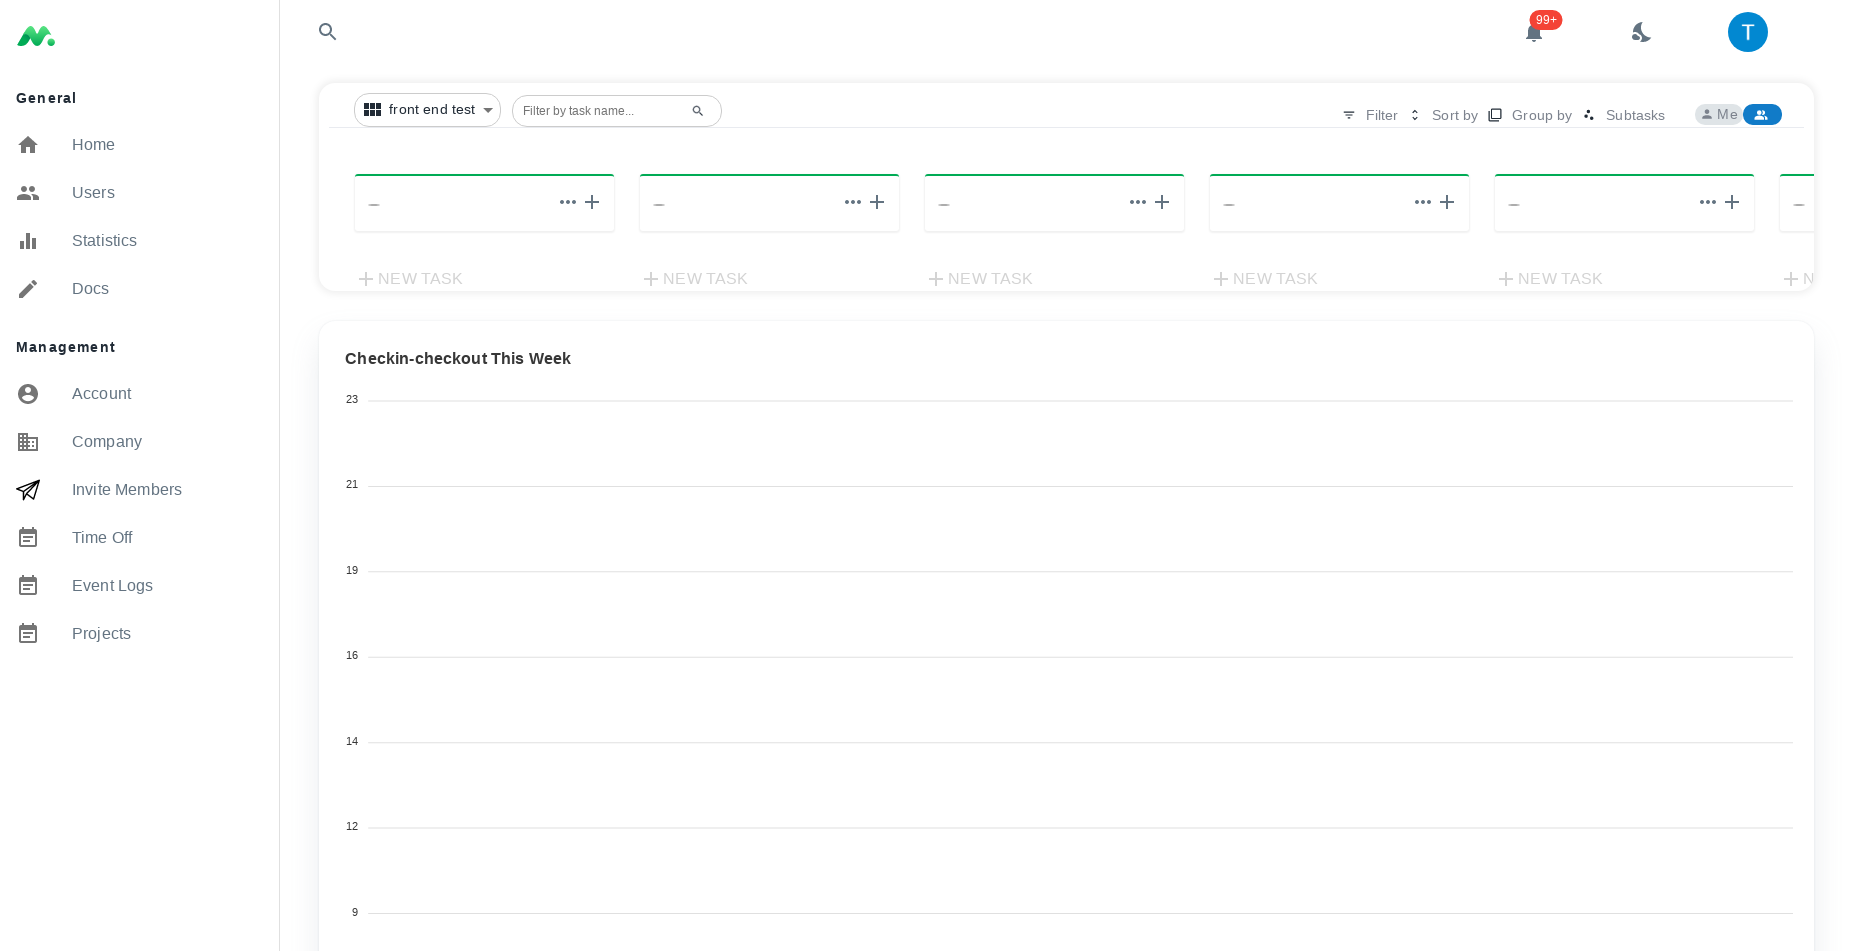 General
Home
Users
Statistics
Docs
Management
Account
Company
Invite Members
Time Off
Event Logs
Projects
99+
T
front end test
Filter by task name...
Filter
Sort by
Group by
Subtasks
Me
NEW TASK
NEW TASK
NEW TASK
NEW TASK
NEW TASK
Checkin-checkout This Week
23
21
19
16
14
12
9